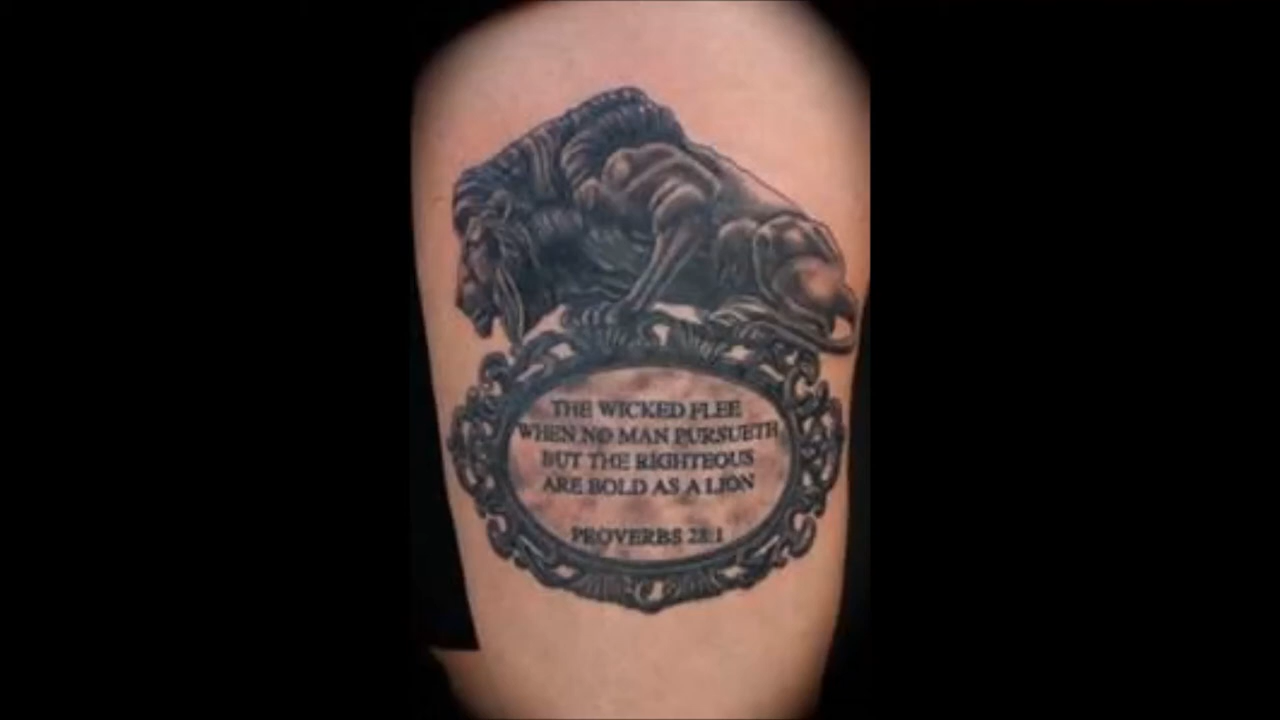 THE WICKED FLEE
WHEN NO MAN PURSUETH
BUT THE RIGHTEOUS
ARE BOLD AS A LION
PROVERBS 28:1